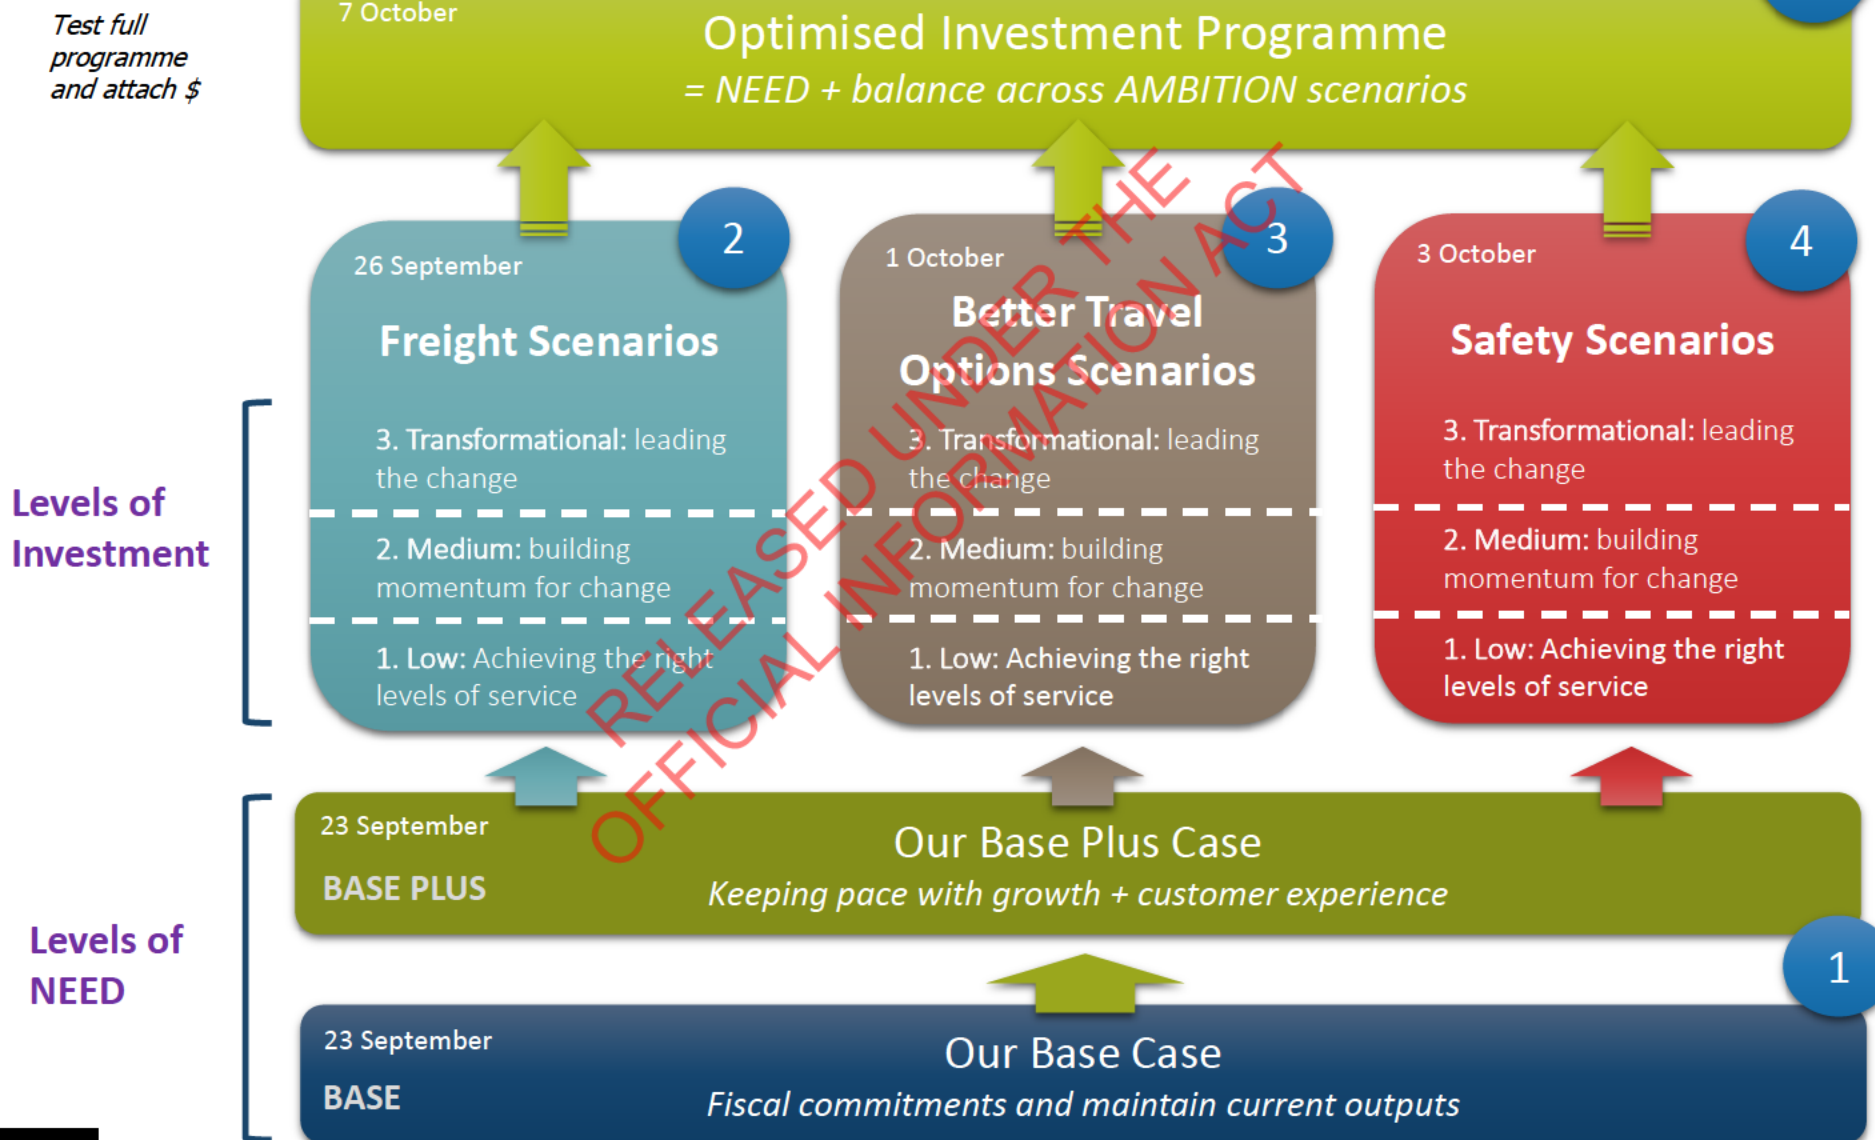 Test full
programme
and attach $
7 October
Optimised Investment Programme
= NEED + balance across AMBITION scenarios
26 September
2
Freight Scenarios
3. Transformational: leading
the change
2. Medium: building
momentum for change
1. Low: Achieving the right
levels of service
1 October
3
Better Travel
Options Scenarios
3. Transformational: leading
the change
2. Medium: building
momentum for change
1. Low: Achieving the right
levels of service
3 October
4
Safety Scenarios
3. Transformational: leading
the change
2. Medium: building
momentum for change
1. Low: Achieving the right
levels of service
Levels of
Investment
RELEASED UNDER THE
OFFICIAL INFORMATION ACT
23 September
BASE PLUS
Our Base Plus Case
Keeping pace with growth + customer experience
Levels of
NEED
1
23 September
BASE
Our Base Case
Fiscal commitments and maintain current outputs